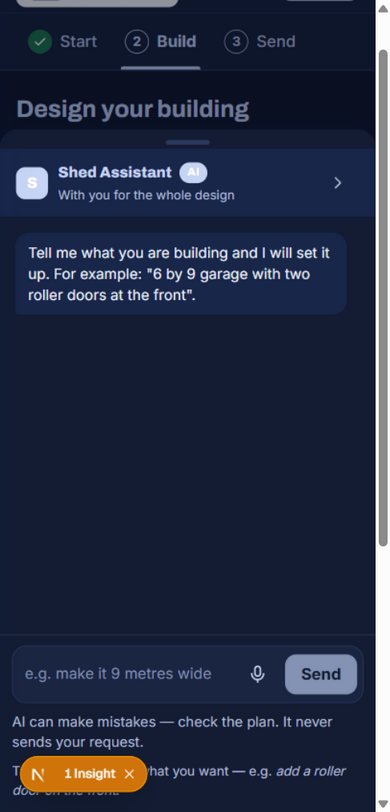 Start
2 Build
3 Send
Design your building
S
Shed Assistant AI
With you for the whole design
Tell me what you are building and I will set it
up. For example: "6 by 9 garage with two
roller doors at the front".
e.g. make it 9 metres wide
Send
AI can make mistakes — check the plan. It never
sends your request.
what you want — e.g. add a roller
door on the front.
N 1 Insight